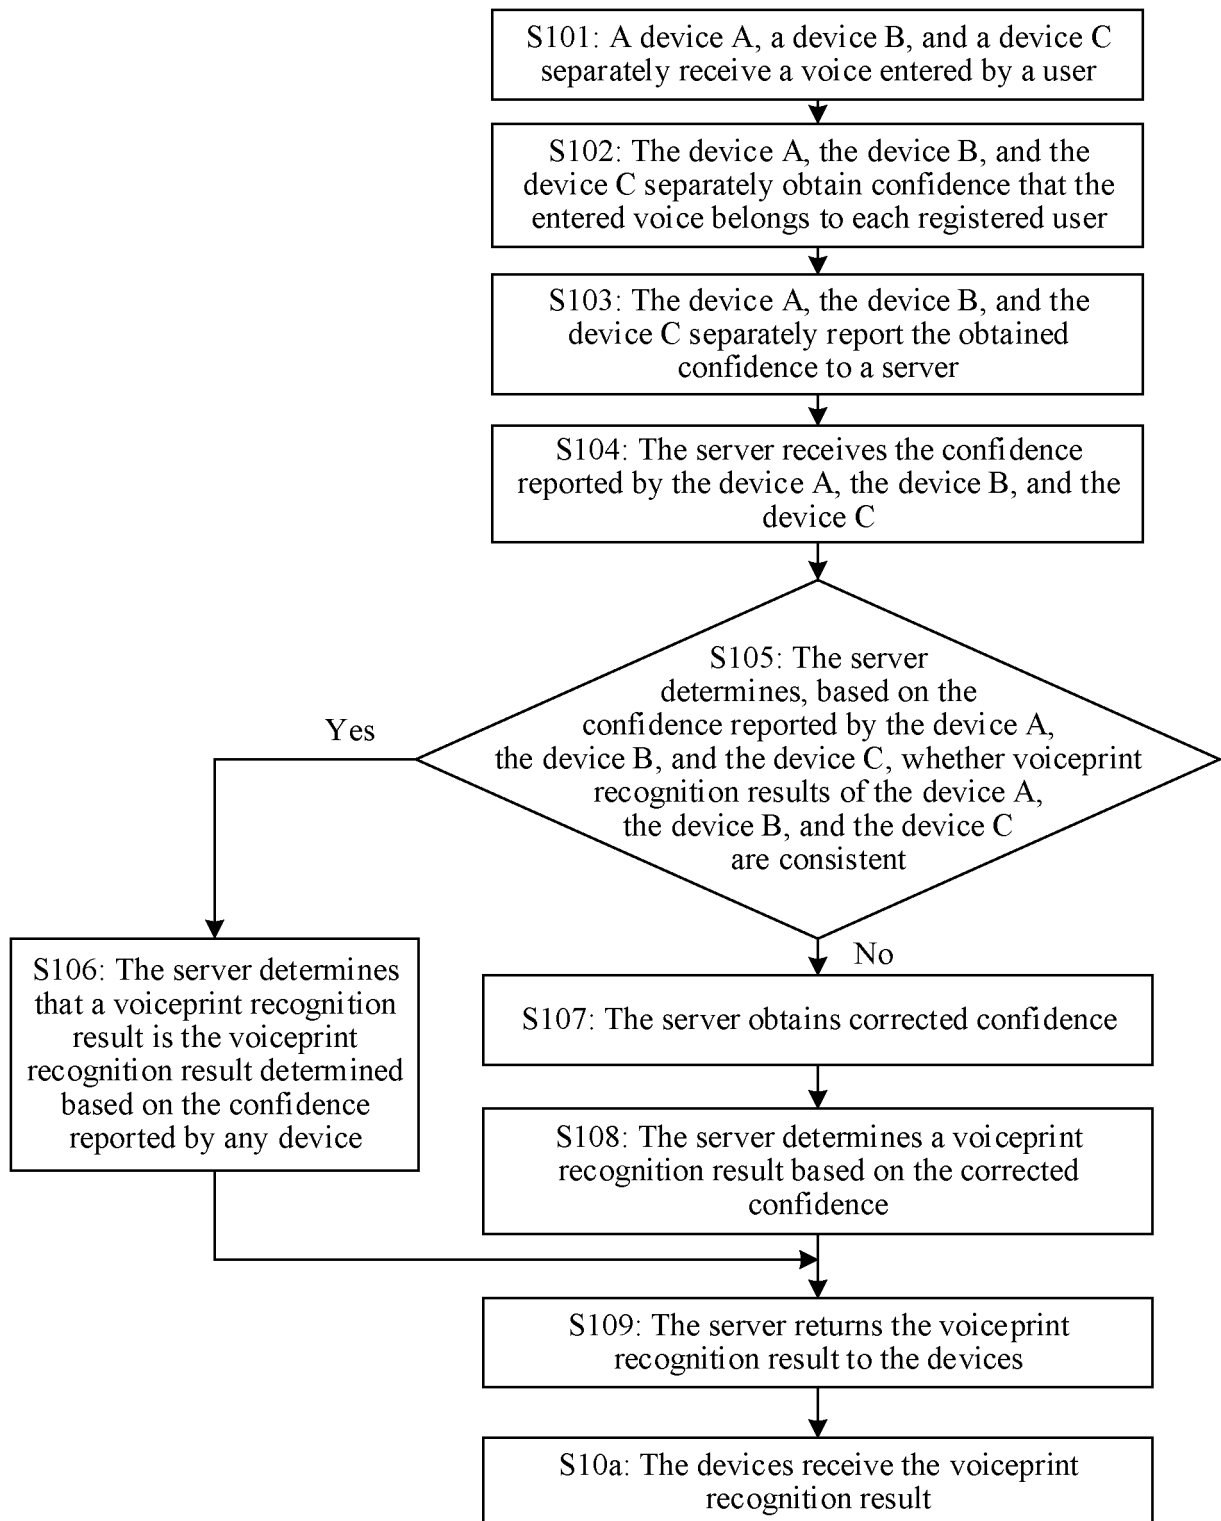 S101: A device A, a device B, and a device C
separately receive a voice entered by a user
S102: The device A, the device B, and the
device C separately obtain confidence that the
entered voice belongs to each registered user
S103: The device A, the device B, and the
device C separately report the obtained
confidence to a server
S104: The server receives the confidence
reported by the device A, the device B, and the
device C
S105: The server
determines, based on the
confidence reported by the device A,
the device B, and the device C, whether voiceprint
recognition results of the device A,
the device B, and the device C
are consistent
Yes
No
S106: The server determines
that a voiceprint recognition
result is the voiceprint
recognition result determined
based on the confidence
reported by any device
S107: The server obtains corrected confidence
S108: The server determines a voiceprint
recognition result based on the corrected
confidence
S109: The server returns the voiceprint
recognition result to the devices
S10a: The devices receive the voiceprint
recognition result